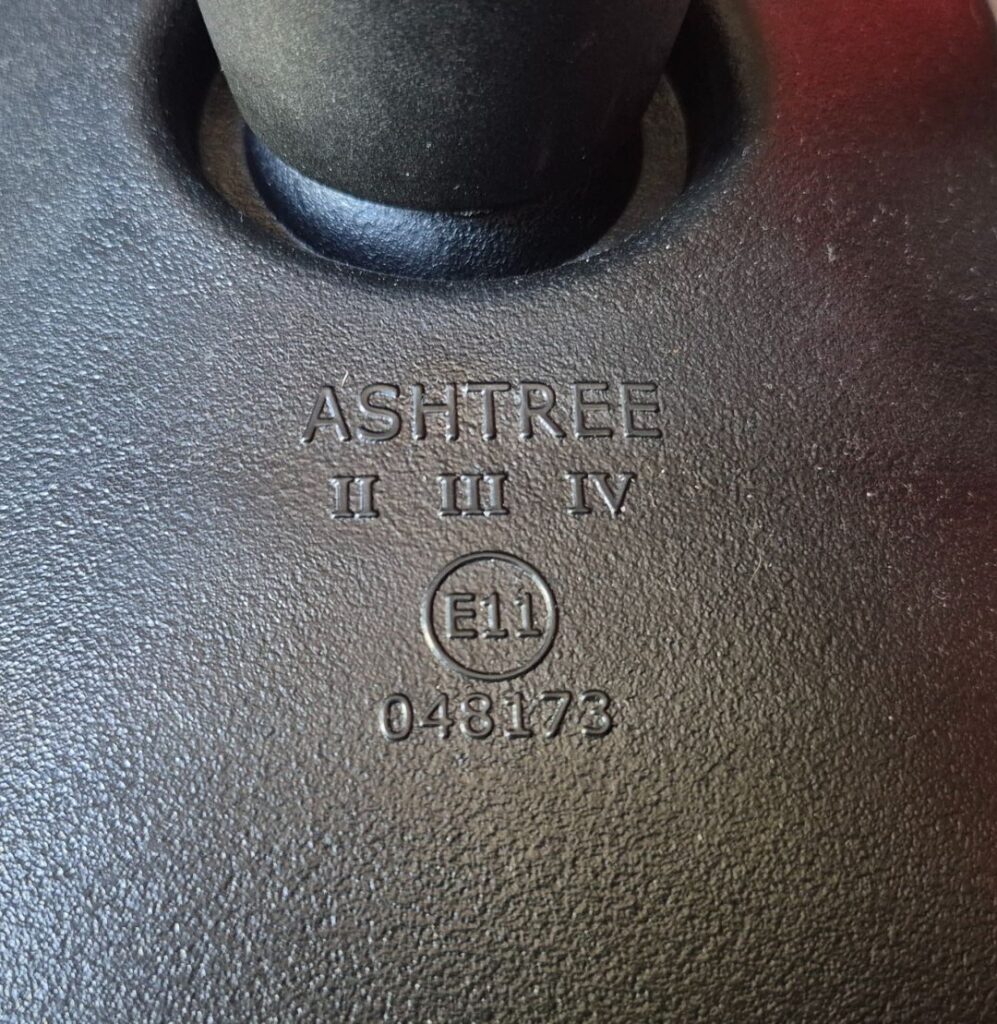 ASHTREE
II III IV
E11
048173